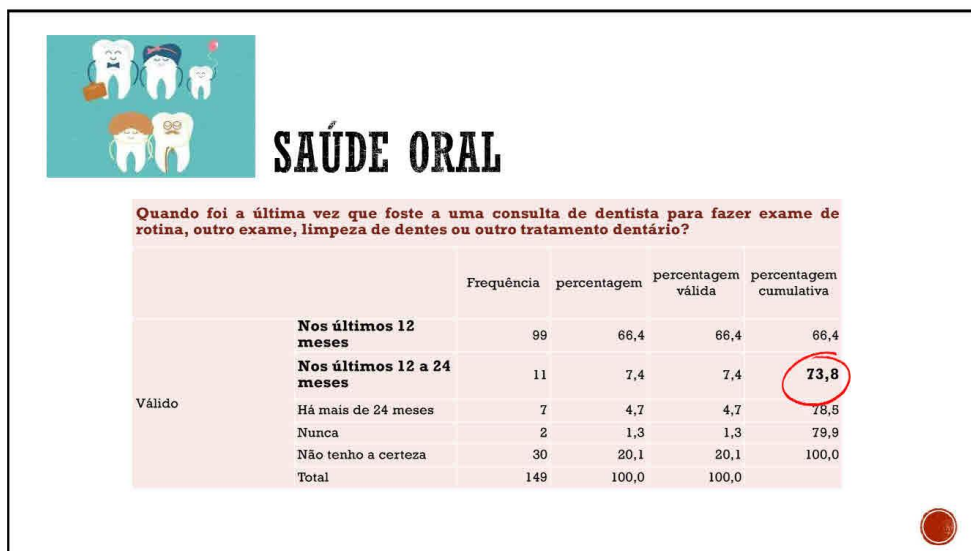 SAÚDE ORAL
Quando foi a última vez que foste a uma consulta de dentista para fazer exame de
rotina, outro exame, limpeza de dentes ou outro tratamento dentário?
Frequência percentagem percentagem válida percentagem cumulativa
Válido
Nos últimos 12 meses 99 66,4 66,4 66,4
Nos últimos 12 a 24 meses 11 7,4 7,4 73,8
Há mais de 24 meses 7 4,7 4,7 78,5
Nunca 2 1,3 1,3 79,9
Não tenho a certeza 30 20,1 20,1 100,0
Total 149 100,0 100,0